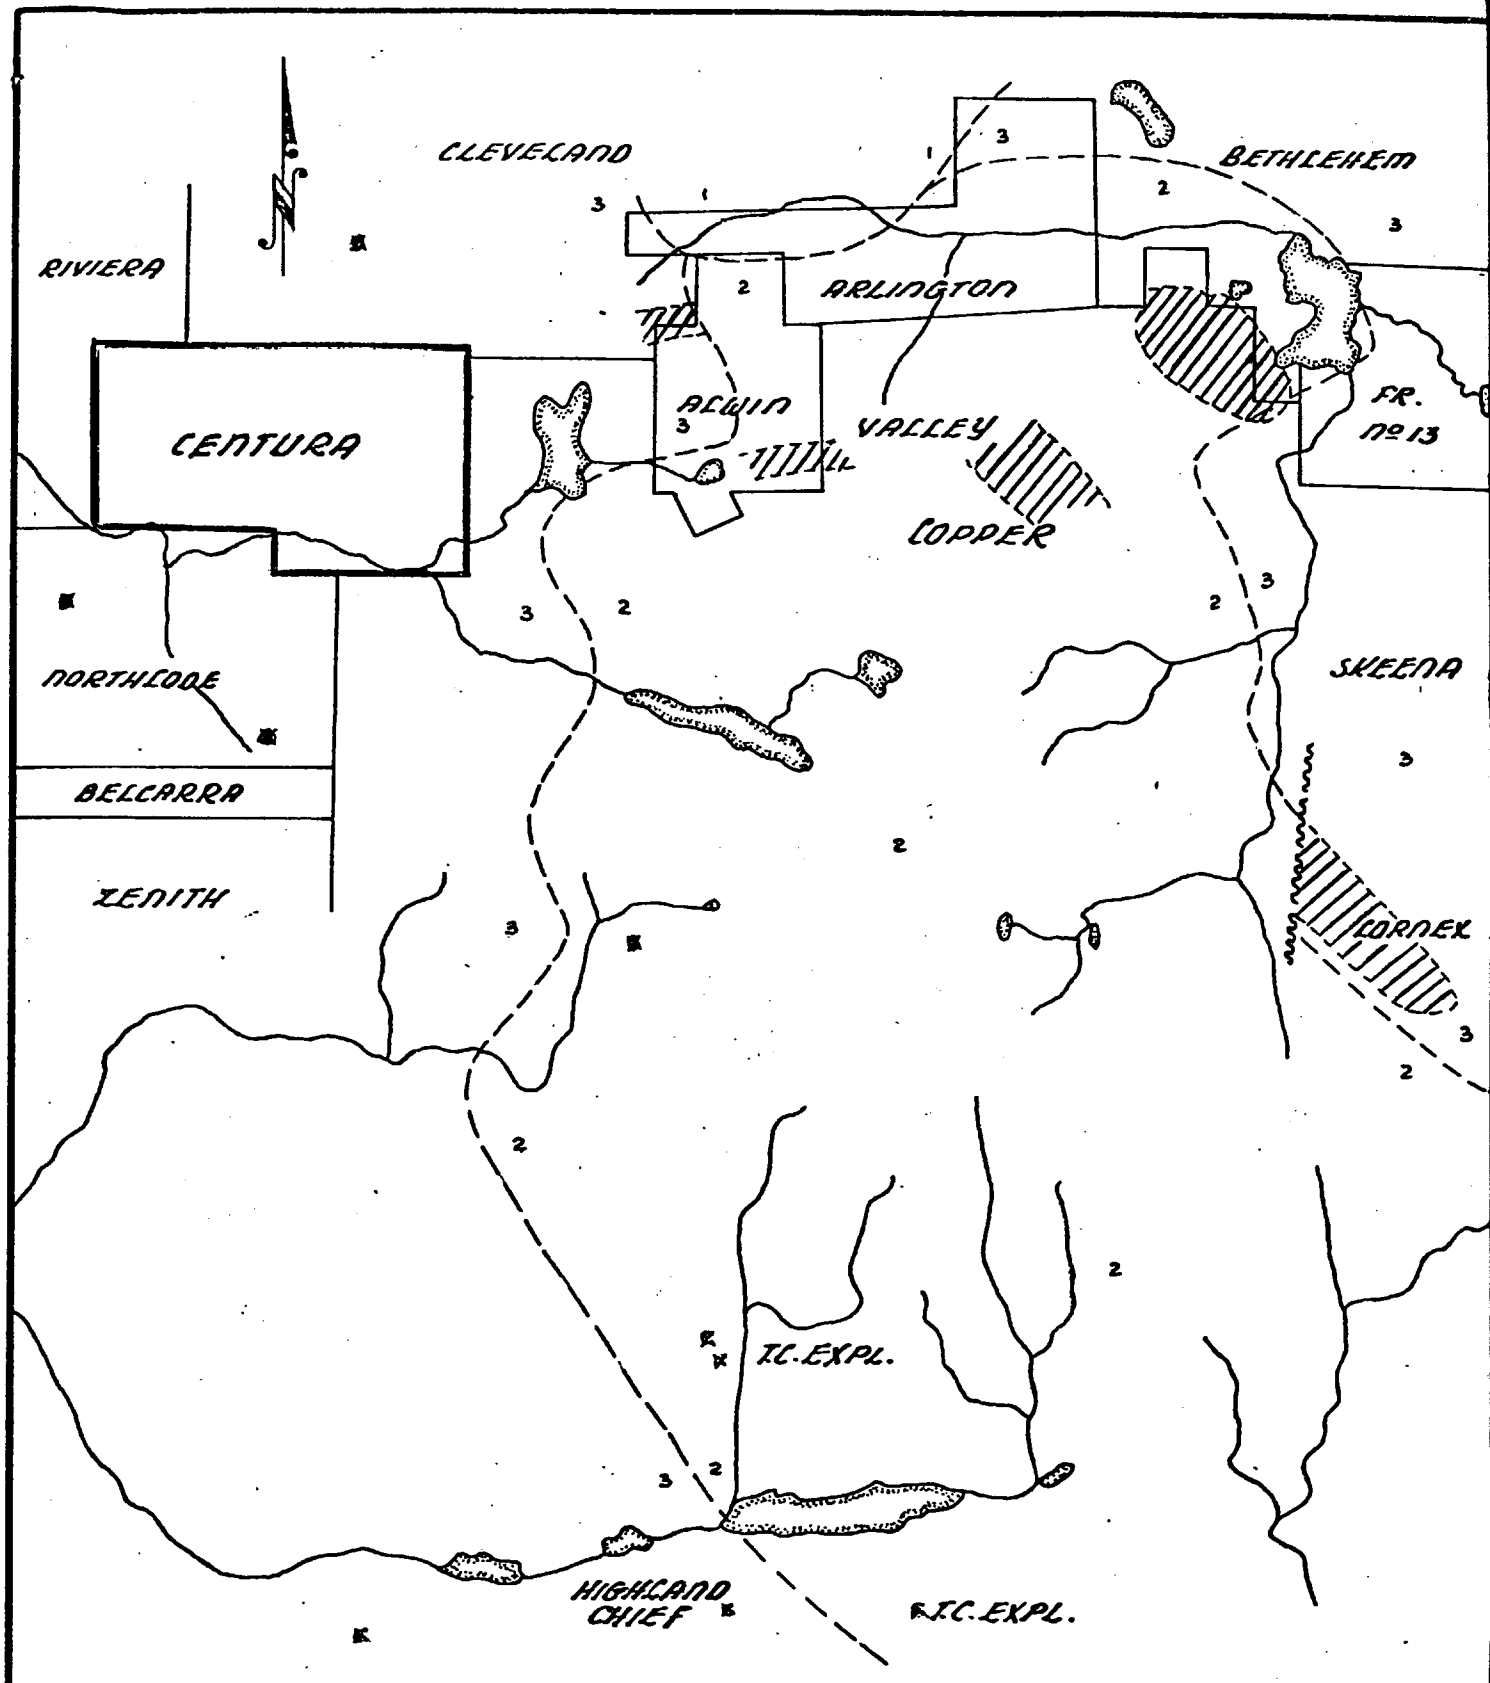 CLEVELAND
3
BETHLEHEM
1
2
3
1
3
RIVIERA
N
2
ARLINGTON
FR.
Nº 13
ALWIN
3
VALLEY
CENTURA
COPPER
3
2
2
3
NORTHLODE
SKEENA
3
BELCARRA
2
ZENITH
3
LORNEX
3
2
2
2
I.C. EXPL.
3
2
HIGHLAND
CHIEF
I.C. EXPL.